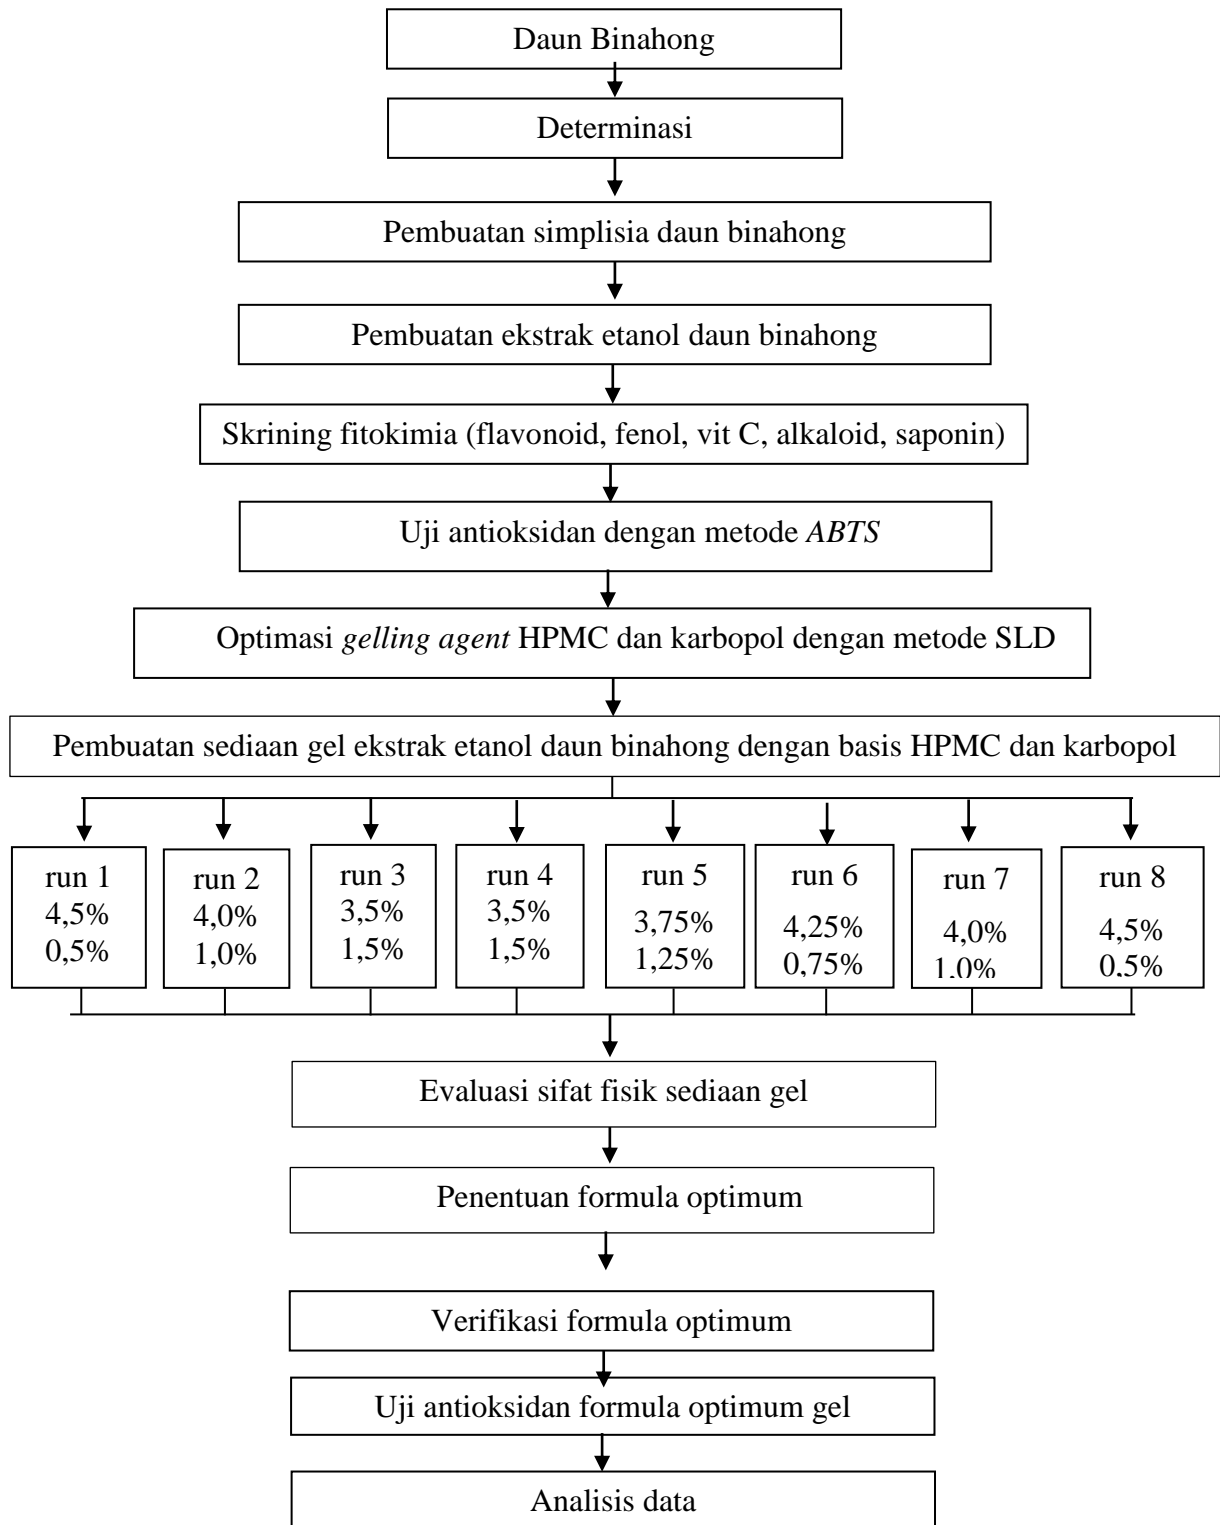 Daun Binahong
Determinasi
Pembuatan simplisia daun binahong
Pembuatan ekstrak etanol daun binahong
Skrining fitokimia (flavonoid, fenol, vit C, alkaloid, saponin)
Uji antioksidan dengan metode ABTS
Optimasi gelling agent HPMC dan karbopol dengan metode SLD
Pembuatan sediaan gel ekstrak etanol daun binahong dengan basis HPMC dan karbopol
run 1
4,5%
0,5%
run 2
4,0%
1,0%
run 3
3,5%
1,5%
run 4
3,5%
1,5%
run 5
3,75%
1,25%
run 6
4,25%
0,75%
run 7
4,0%
1,0%
run 8
4,5%
0,5%
Evaluasi sifat fisik sediaan gel
Penentuan formula optimum
Verifikasi formula optimum
Uji antioksidan formula optimum gel
Analisis data